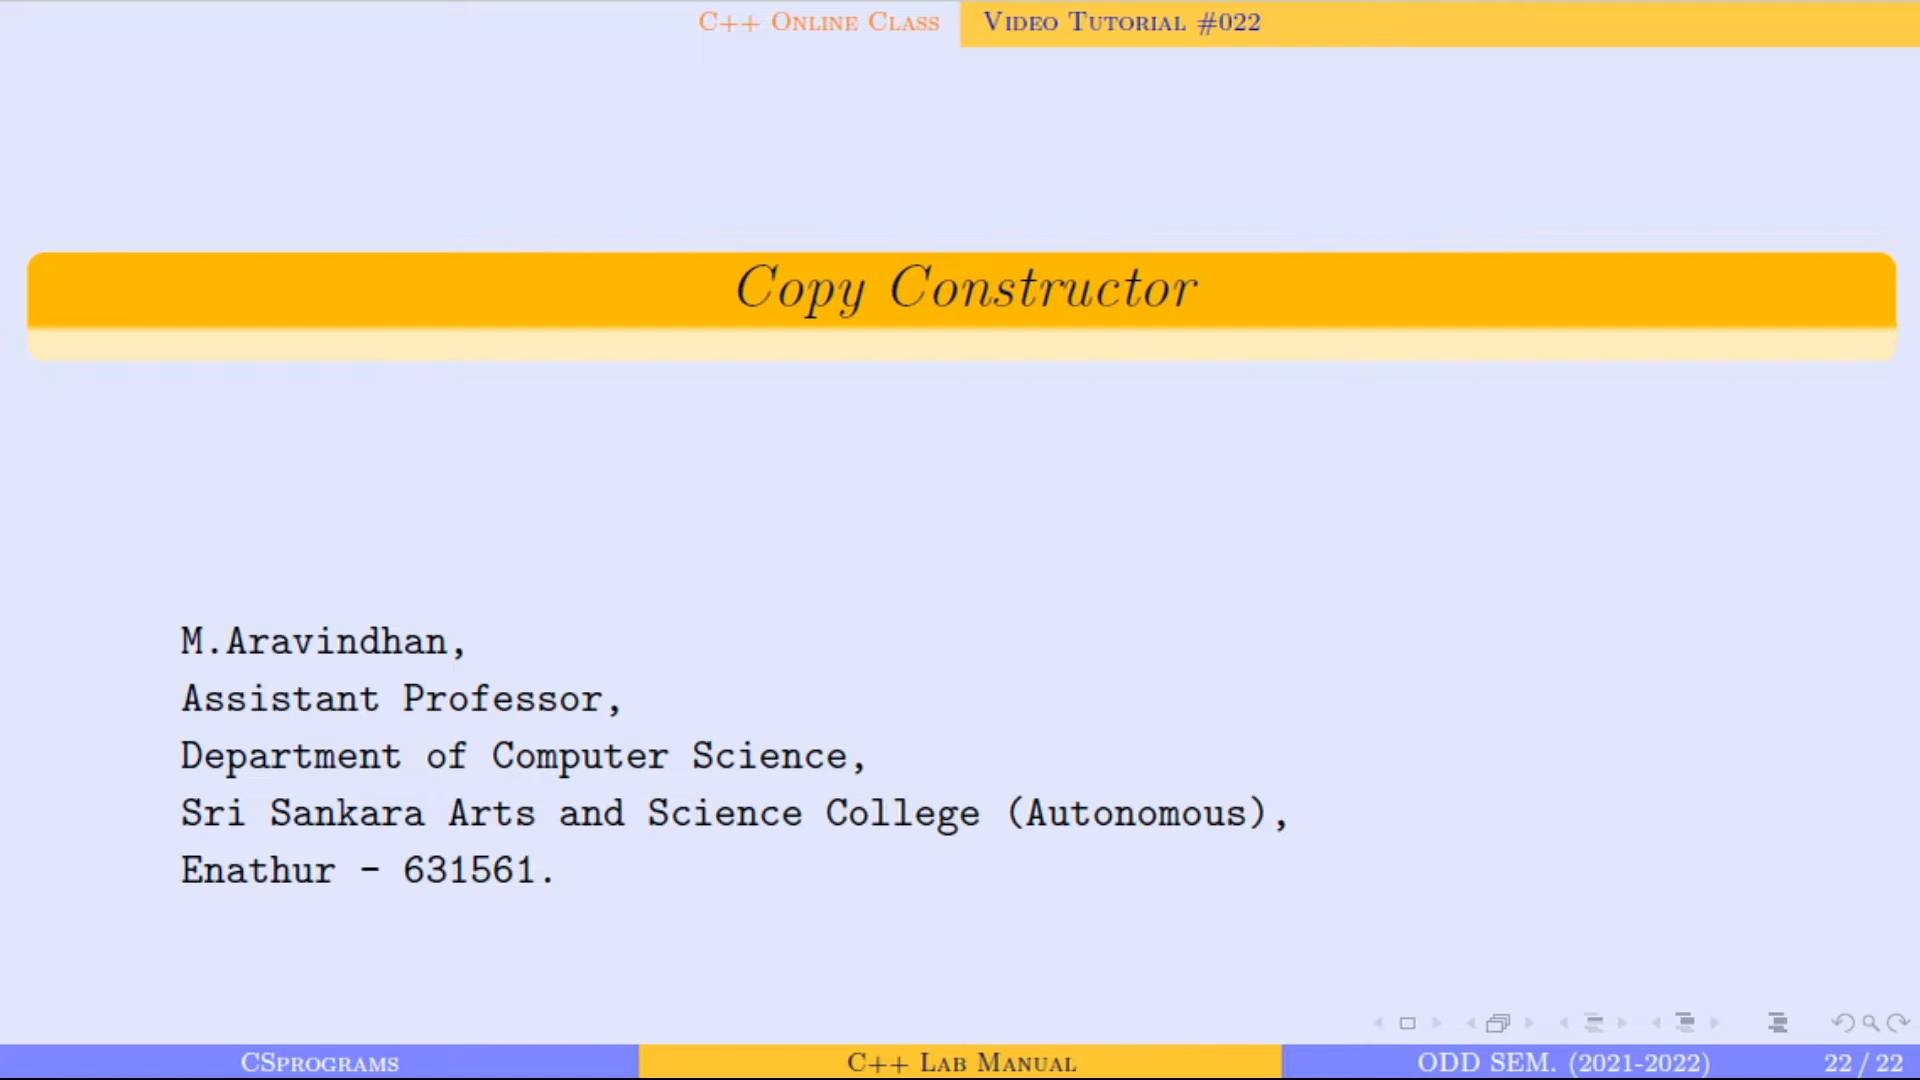 C++ Online Class Video Tutorial #022
Copy Constructor
M.Aravindhan,
Assistant Professor,
Department of Computer Science,
Sri Sankara Arts and Science College (Autonomous),
Enathur - 631561.
CSprograms C++ Lab Manual ODD SEM. (2021-2022) 22 / 22